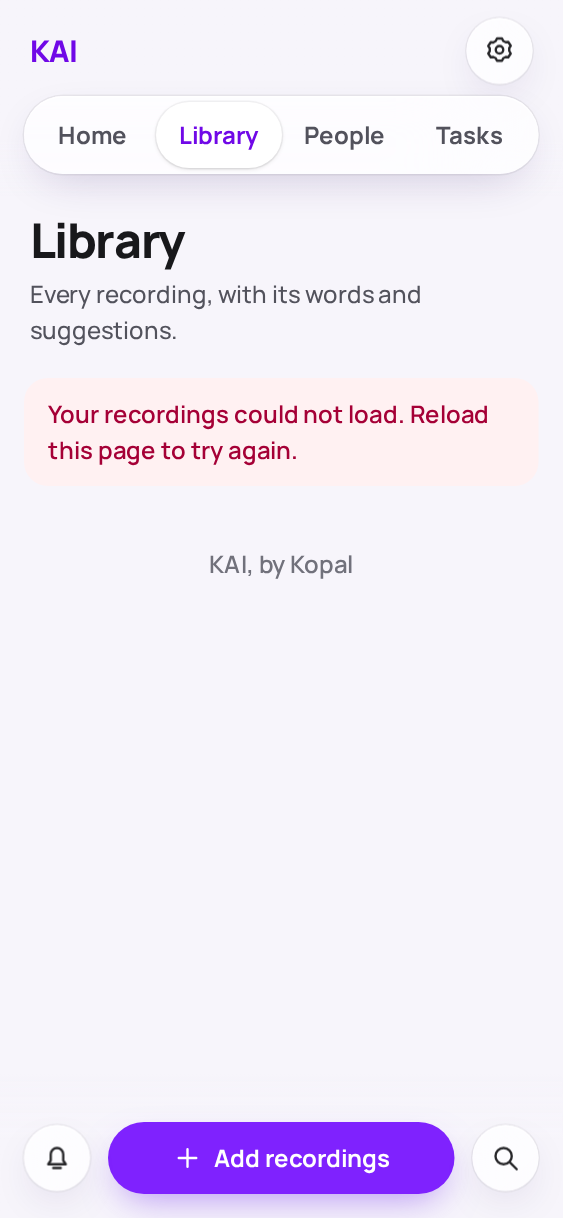 KAI
Home Library People Tasks
Library
Every recording, with its words and
suggestions.
Your recordings could not load. Reload
this page to try again.
KAI, by Kopal
Add recordings